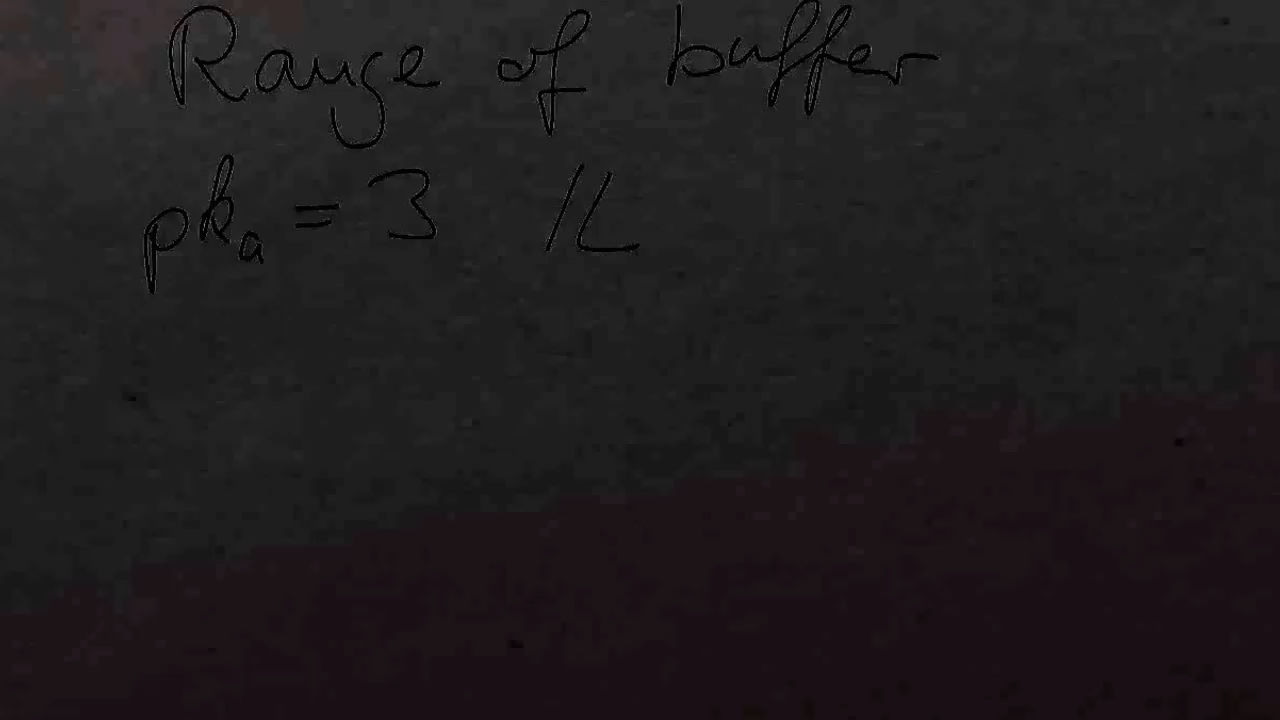 Range of buffer
pka = 3 1L